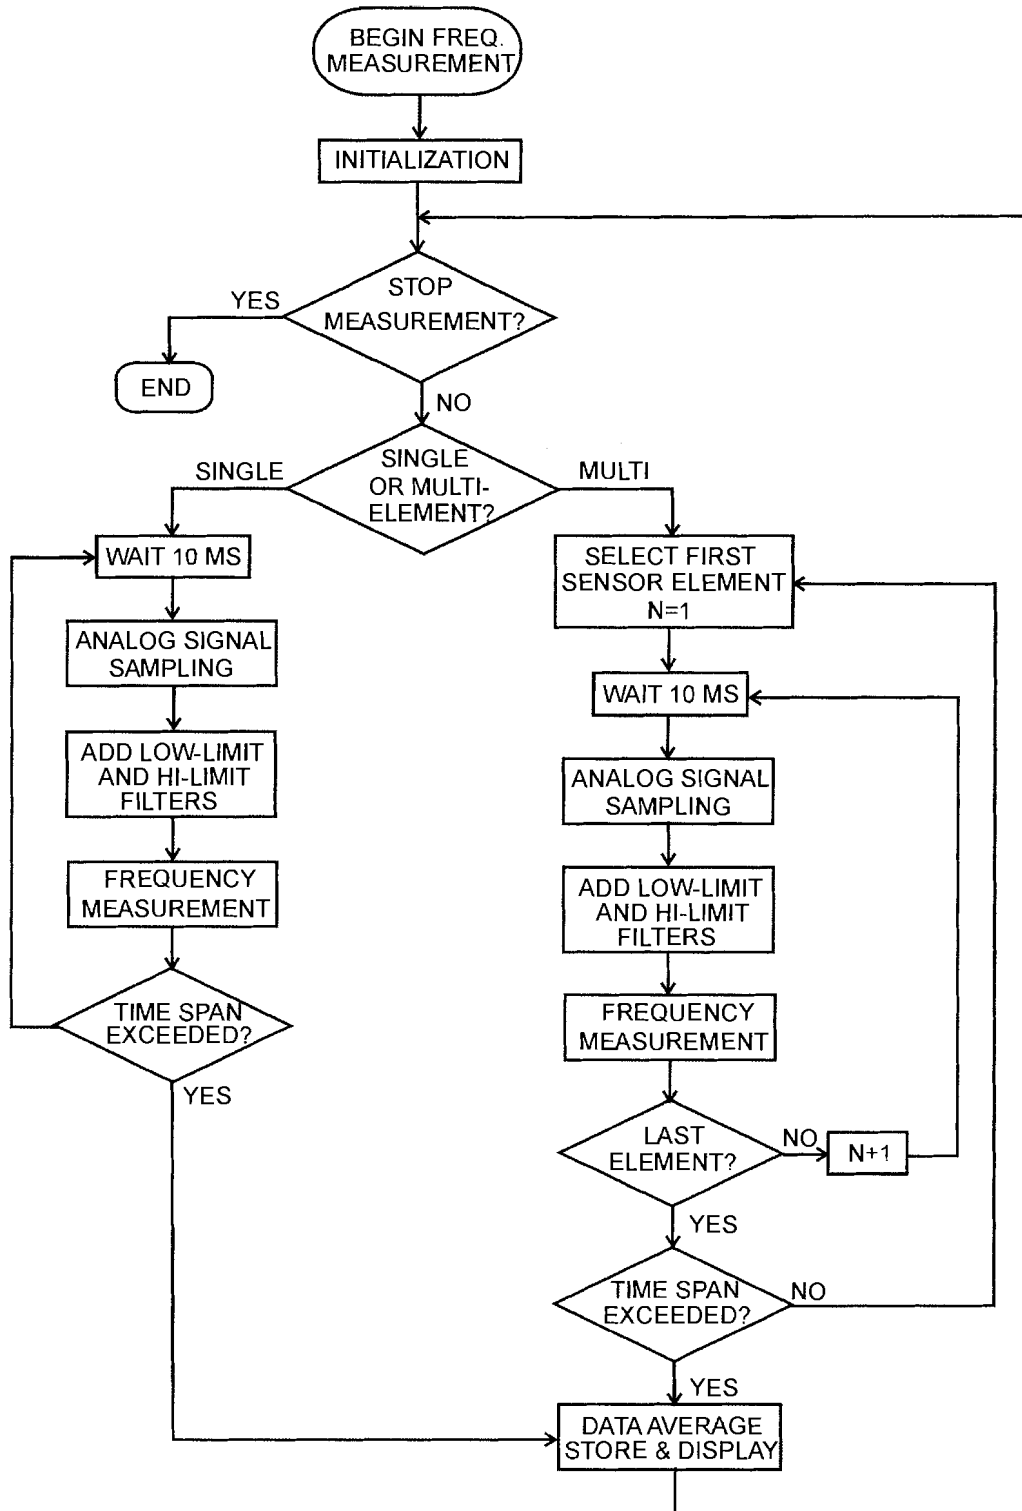 BEGIN FREQ.
MEASUREMENT
INITIALIZATION
STOP
MEASUREMENT?
YES
END
NO
SINGLE
OR MULTI-
ELEMENT?
SINGLE
MULTI
WAIT 10 MS
ANALOG SIGNAL
SAMPLING
ADD LOW-LIMIT
AND HI-LIMIT
FILTERS
FREQUENCY
MEASUREMENT
TIME SPAN
EXCEEDED?
YES
SELECT FIRST
SENSOR ELEMENT
N=1
WAIT 10 MS
ANALOG SIGNAL
SAMPLING
ADD LOW-LIMIT
AND HI-LIMIT
FILTERS
FREQUENCY
MEASUREMENT
LAST
ELEMENT?
NO
N+1
YES
TIME SPAN
EXCEEDED?
NO
YES
DATA AVERAGE
STORE & DISPLAY